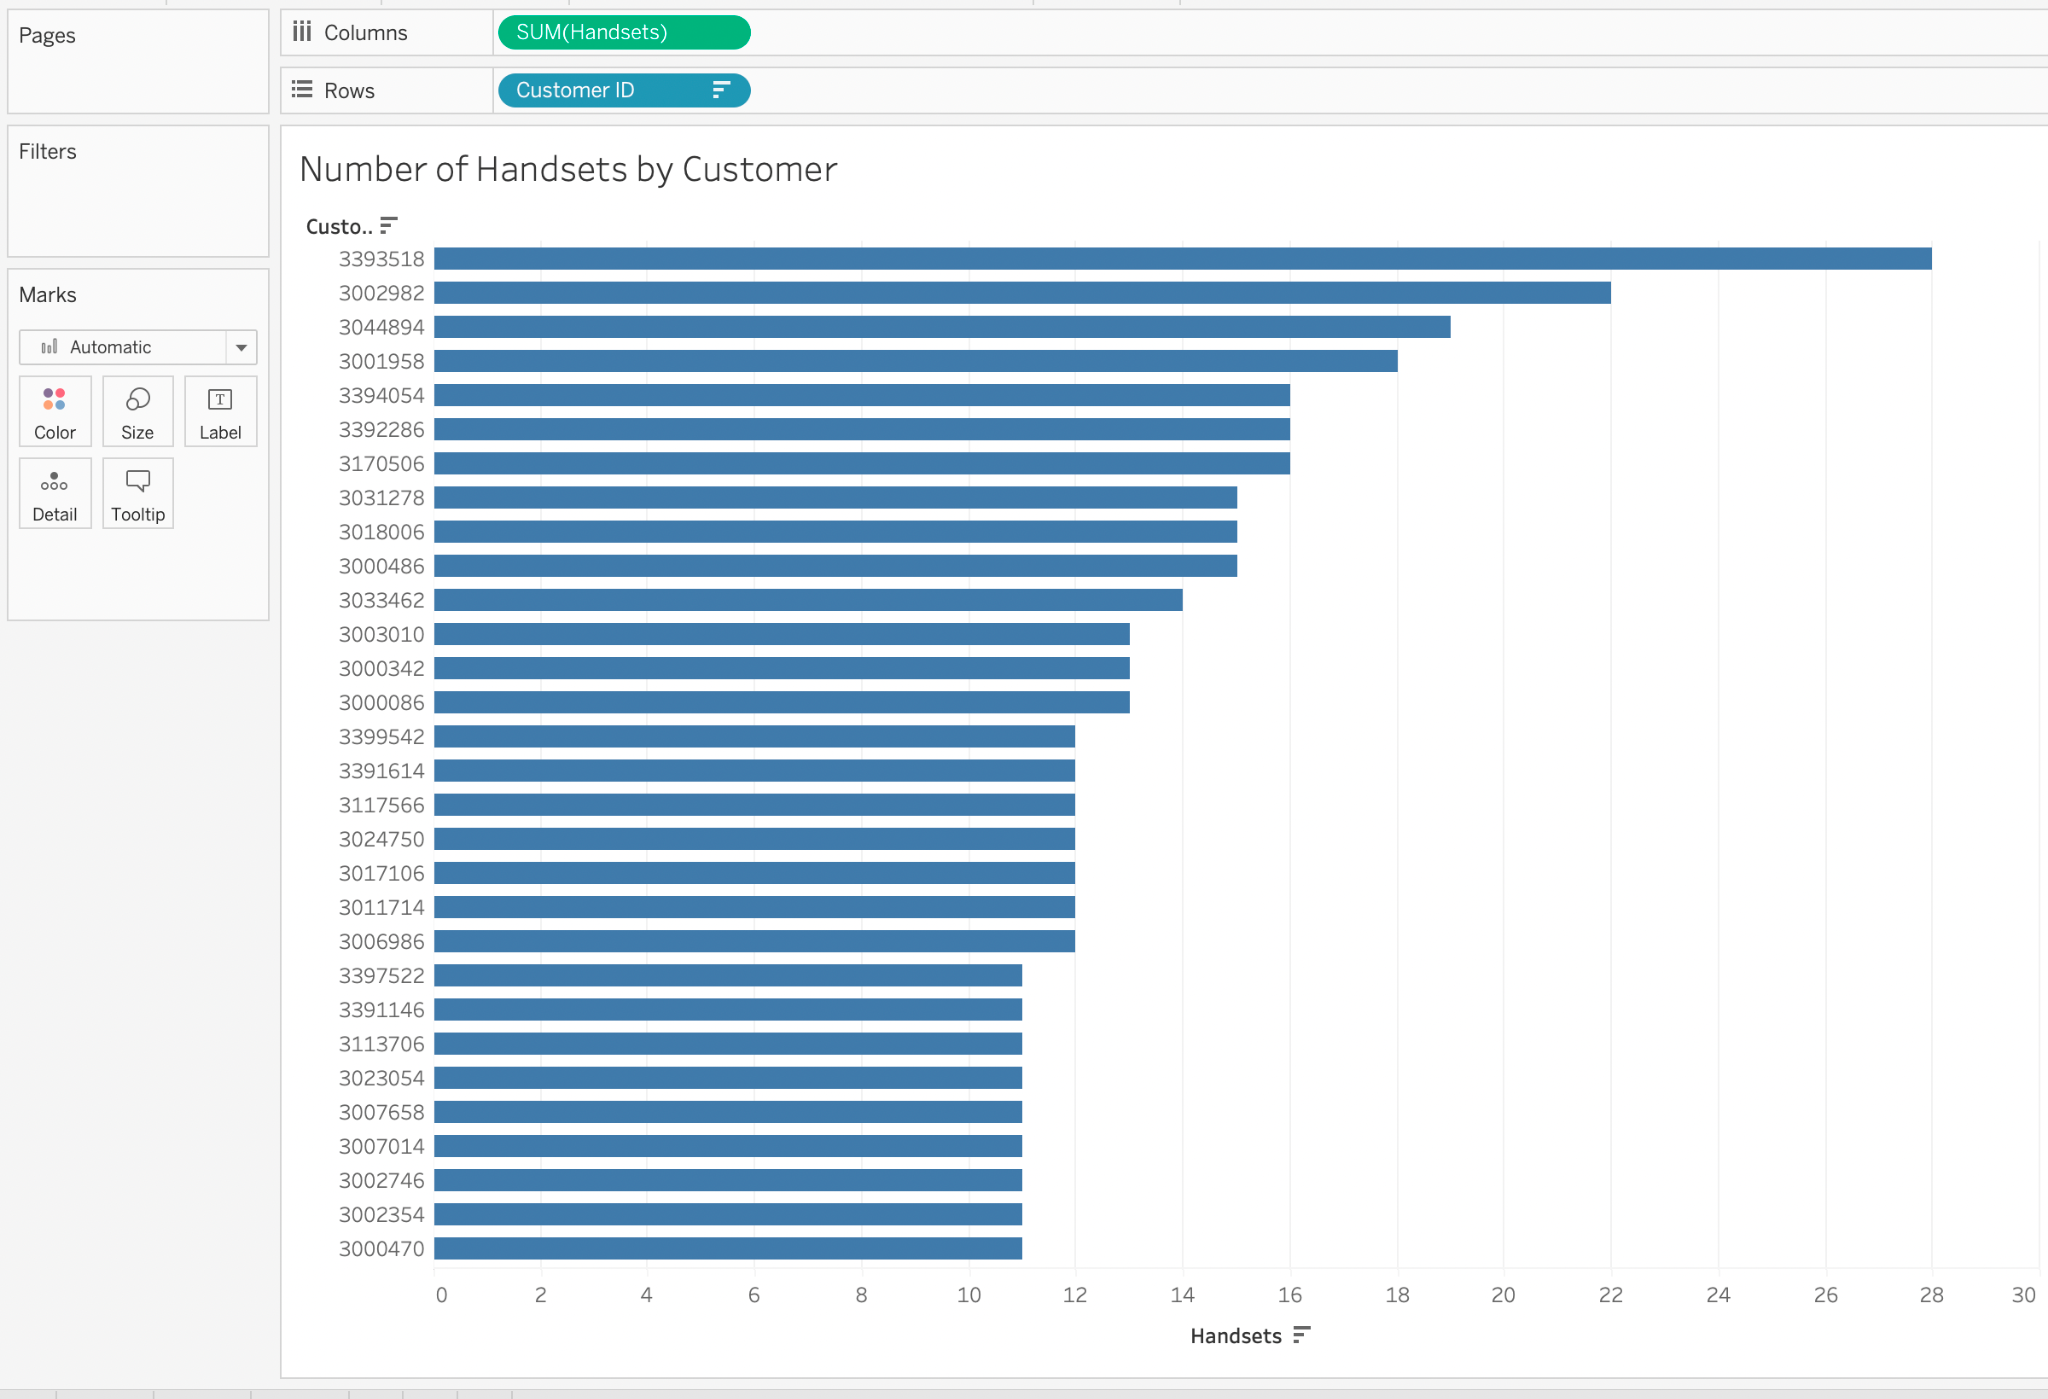 Pages
Columns
SUM(Handsets)
Rows
Customer ID
Filters
Marks
Automatic
Color
Size
T
Label
Detail
Tooltip
Number of Handsets by Customer
Custo..
3393518
3002982
3044894
3001958
3394054
3392286
3170506
3031278
3018006
3000486
3033462
3003010
3000342
3000086
3399542
3391614
3117566
3024750
3017106
3011714
3006986
3397522
3391146
3113706
3023054
3007658
3007014
3002746
3002354
3000470
0 2 4 6 8 10 12 14 16 18 20 22 24 26 28 30
Handsets